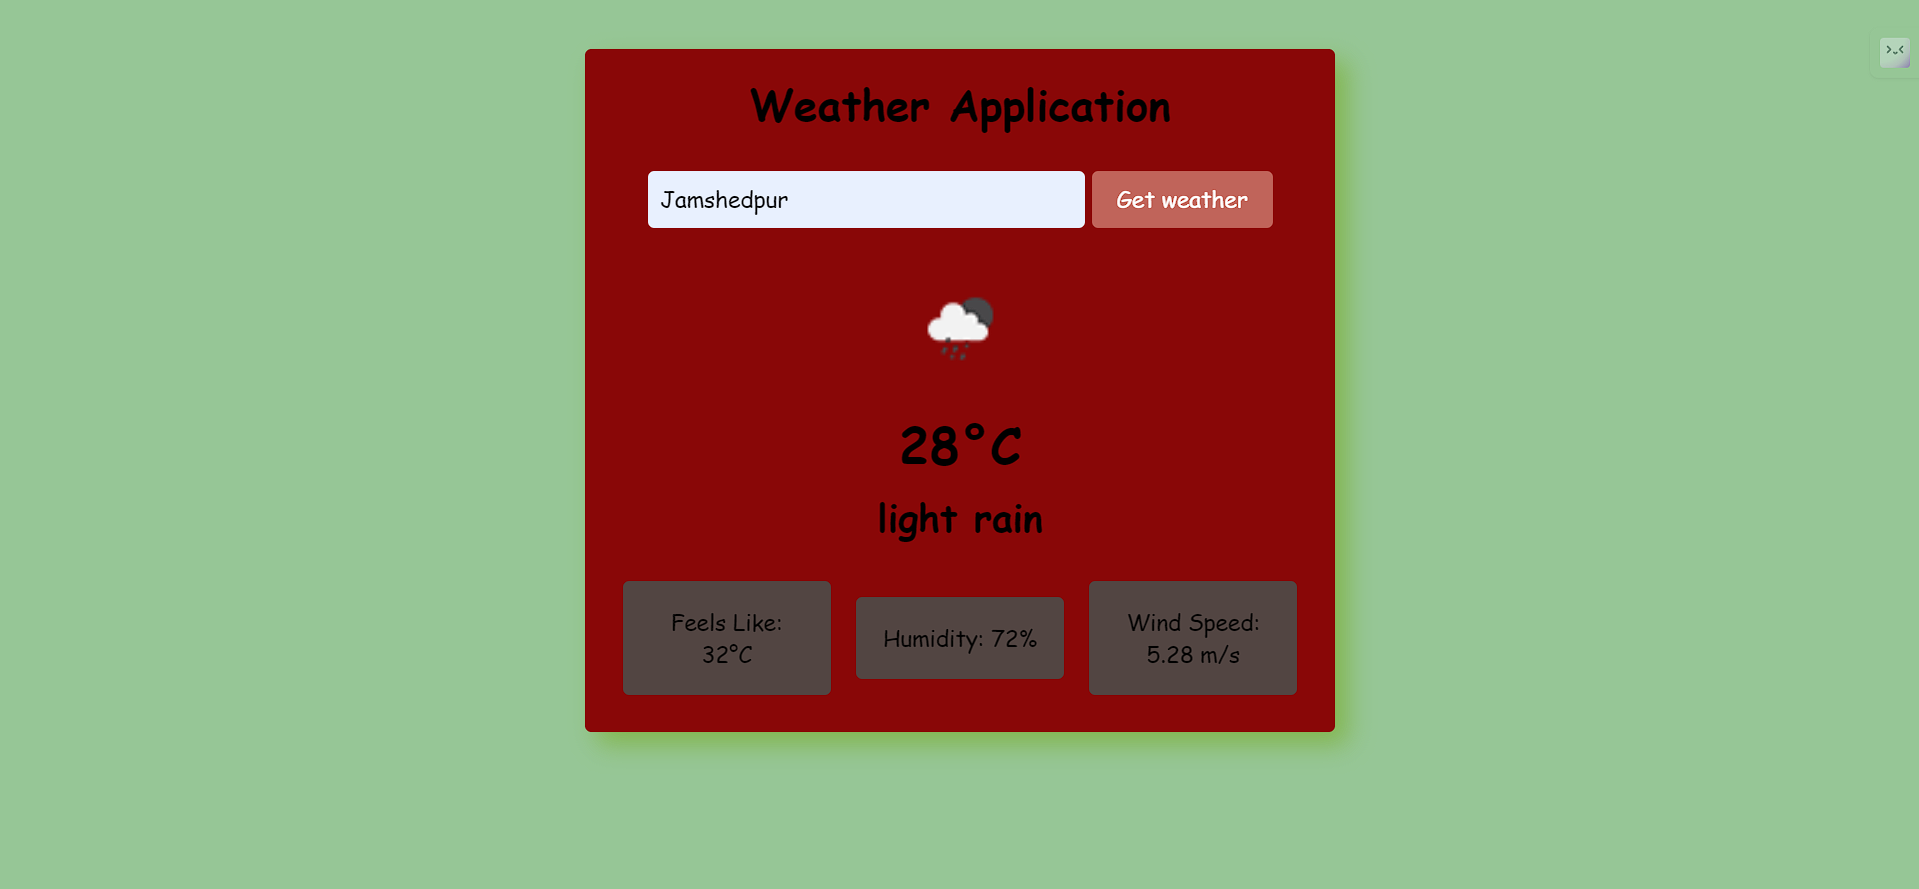 Weather Application
Jamshedpur
Get weather
28°C
light rain
Feels Like:
32°C
Humidity: 72%
Wind Speed:
5.28 m/s